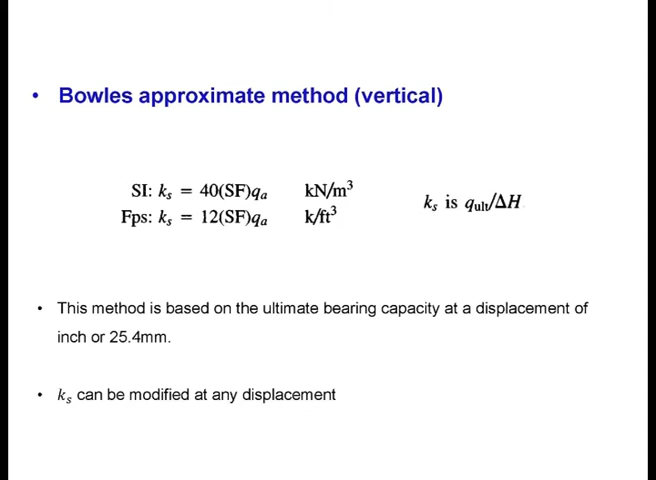 • Bowles approximate method (vertical)
SI: kₛ = 40(SF)qₐ kN/m³
Fps: kₛ = 12(SF)qₐ k/ft³
kₛ is qᵤₗₜ/ΔH
• This method is based on the ultimate bearing capacity at a displacement of
inch or 25.4mm.
• kₛ can be modified at any displacement